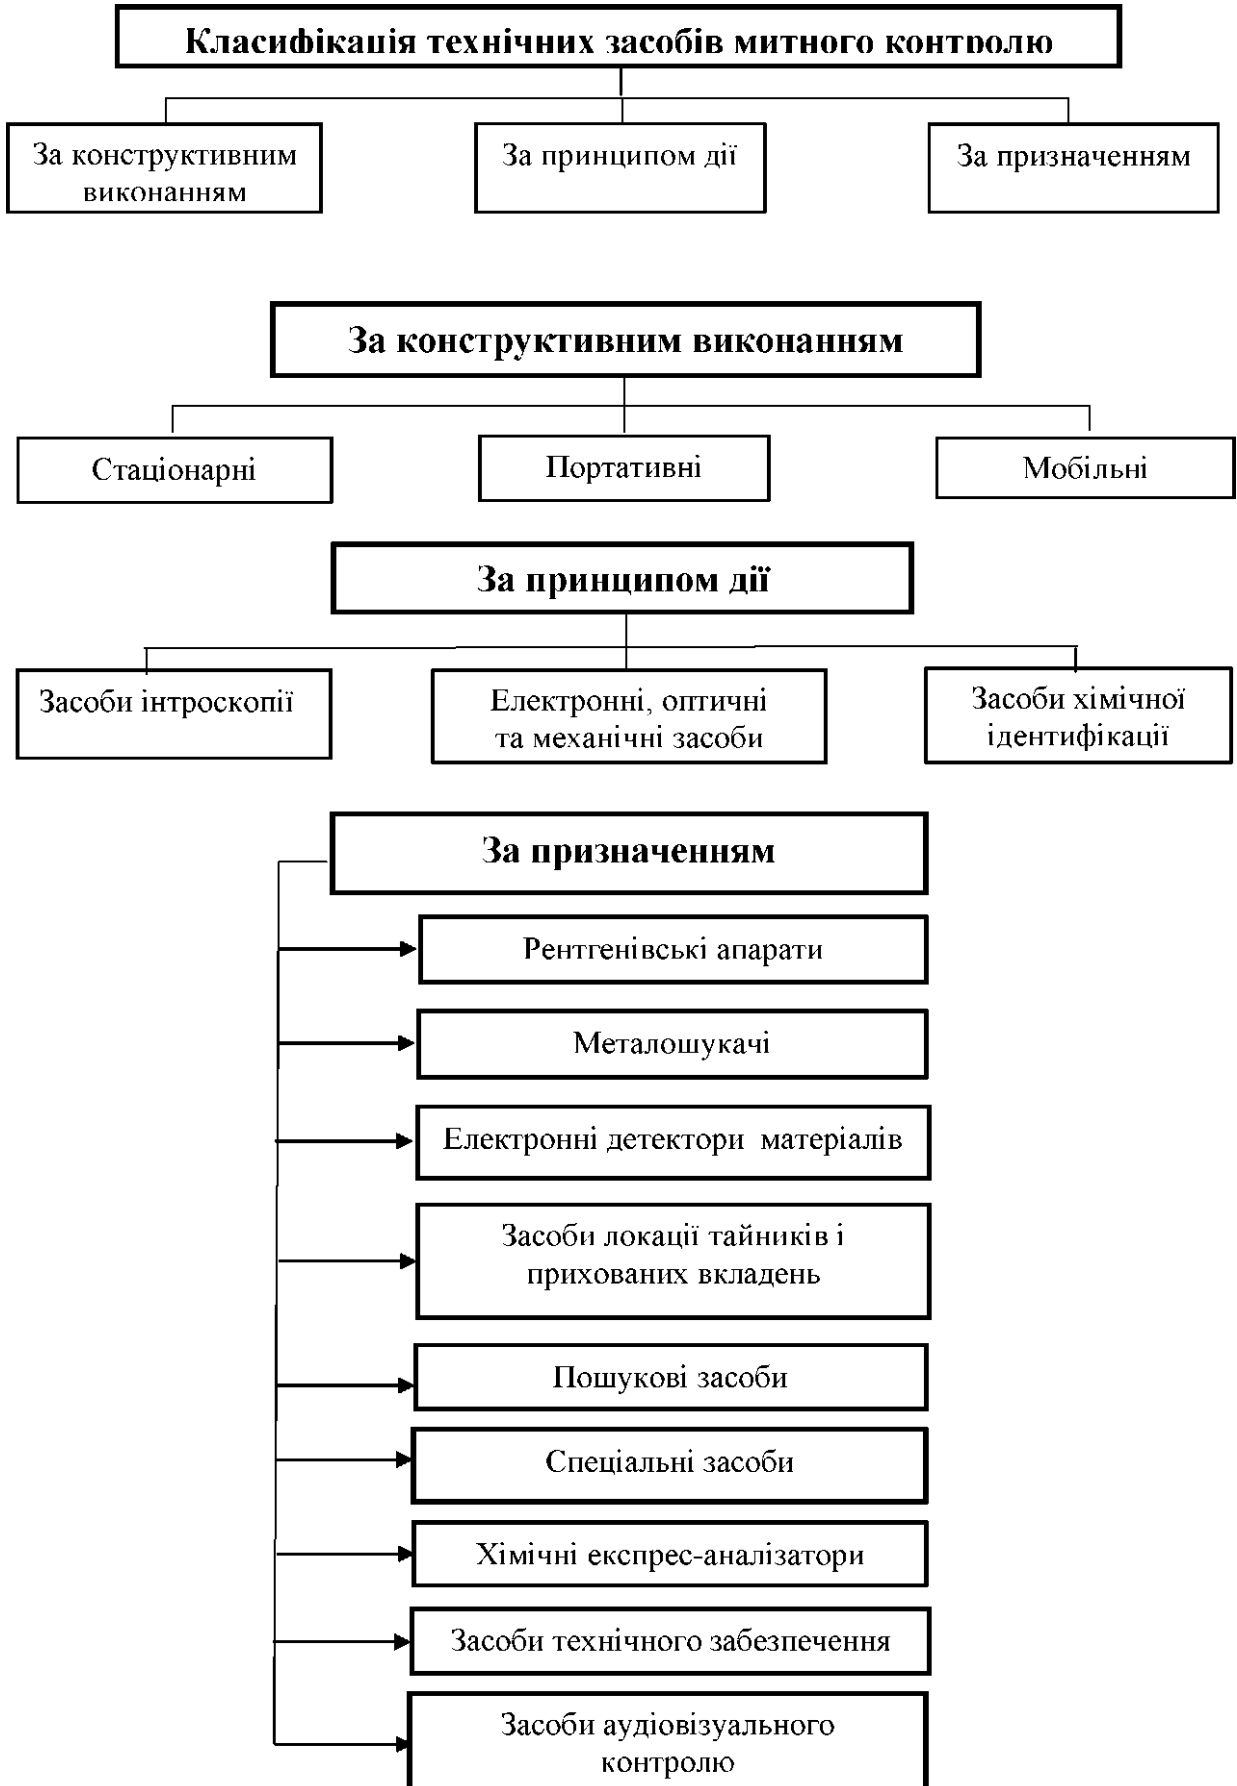 Класифікація технічних засобів митного контролю
За конструктивним
виконанням
За принципом дії
За призначенням
За конструктивним виконанням
Стаціонарні
Портативні
Мобільні
За принципом дії
Засоби інтроскопії
Електронні, оптичні
та механічні засоби
Засоби хімічної
ідентифікації
За призначенням
Рентгенівські апарати
Металошукачі
Електронні детектори матеріалів
Засоби локації тайників і
прихованих вкладень
Пошукові засоби
Спеціальні засоби
Хімічні експрес-аналізатори
Засоби технічного забезпечення
Засоби аудіовізуального
контролю